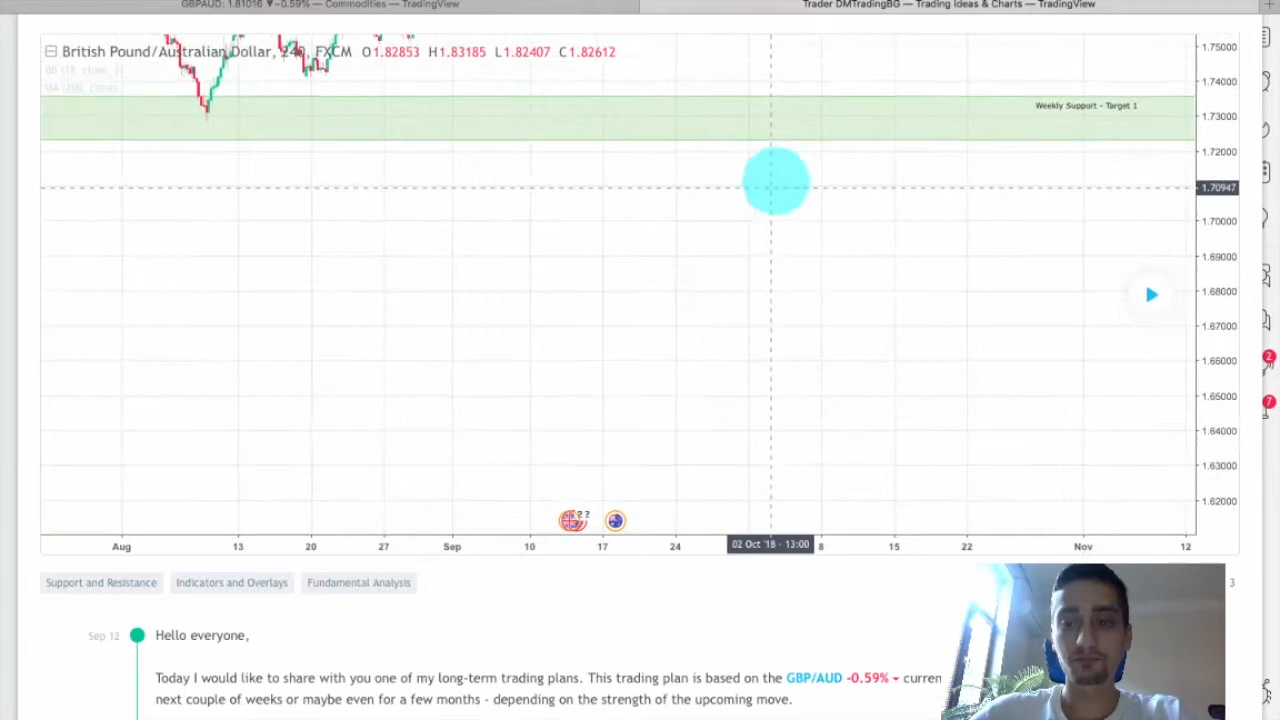 GBPAUD: 1.81016 ▼−0.59% — Commodities — TradingView
Trader DMTradingBG — Trading Ideas & Charts — TradingView
British Pound/Australian Dollar, 240, FXCM O1.82853 H1.83185 L1.82407 C1.82612
Weekly Support - Target 1
1.75000
1.74000
1.73000
1.72000
1.70947
1.70000
1.69000
1.68000
1.67000
1.66000
1.65000
1.64000
1.63000
1.62000
2
7
??
Aug 13 20 27 Sep 10 17 24 02 Oct '18 - 13:00 8 15 22 Nov 12
Support and Resistance Indicators and Overlays Fundamental Analysis 3
Sep 12 Hello everyone,
Today I would like to share with you one of my long-term trading plans. This trading plan is based on the GBP/AUD -0.59% curren
next couple of weeks or maybe even for a few months - depending on the strength of the upcoming move.